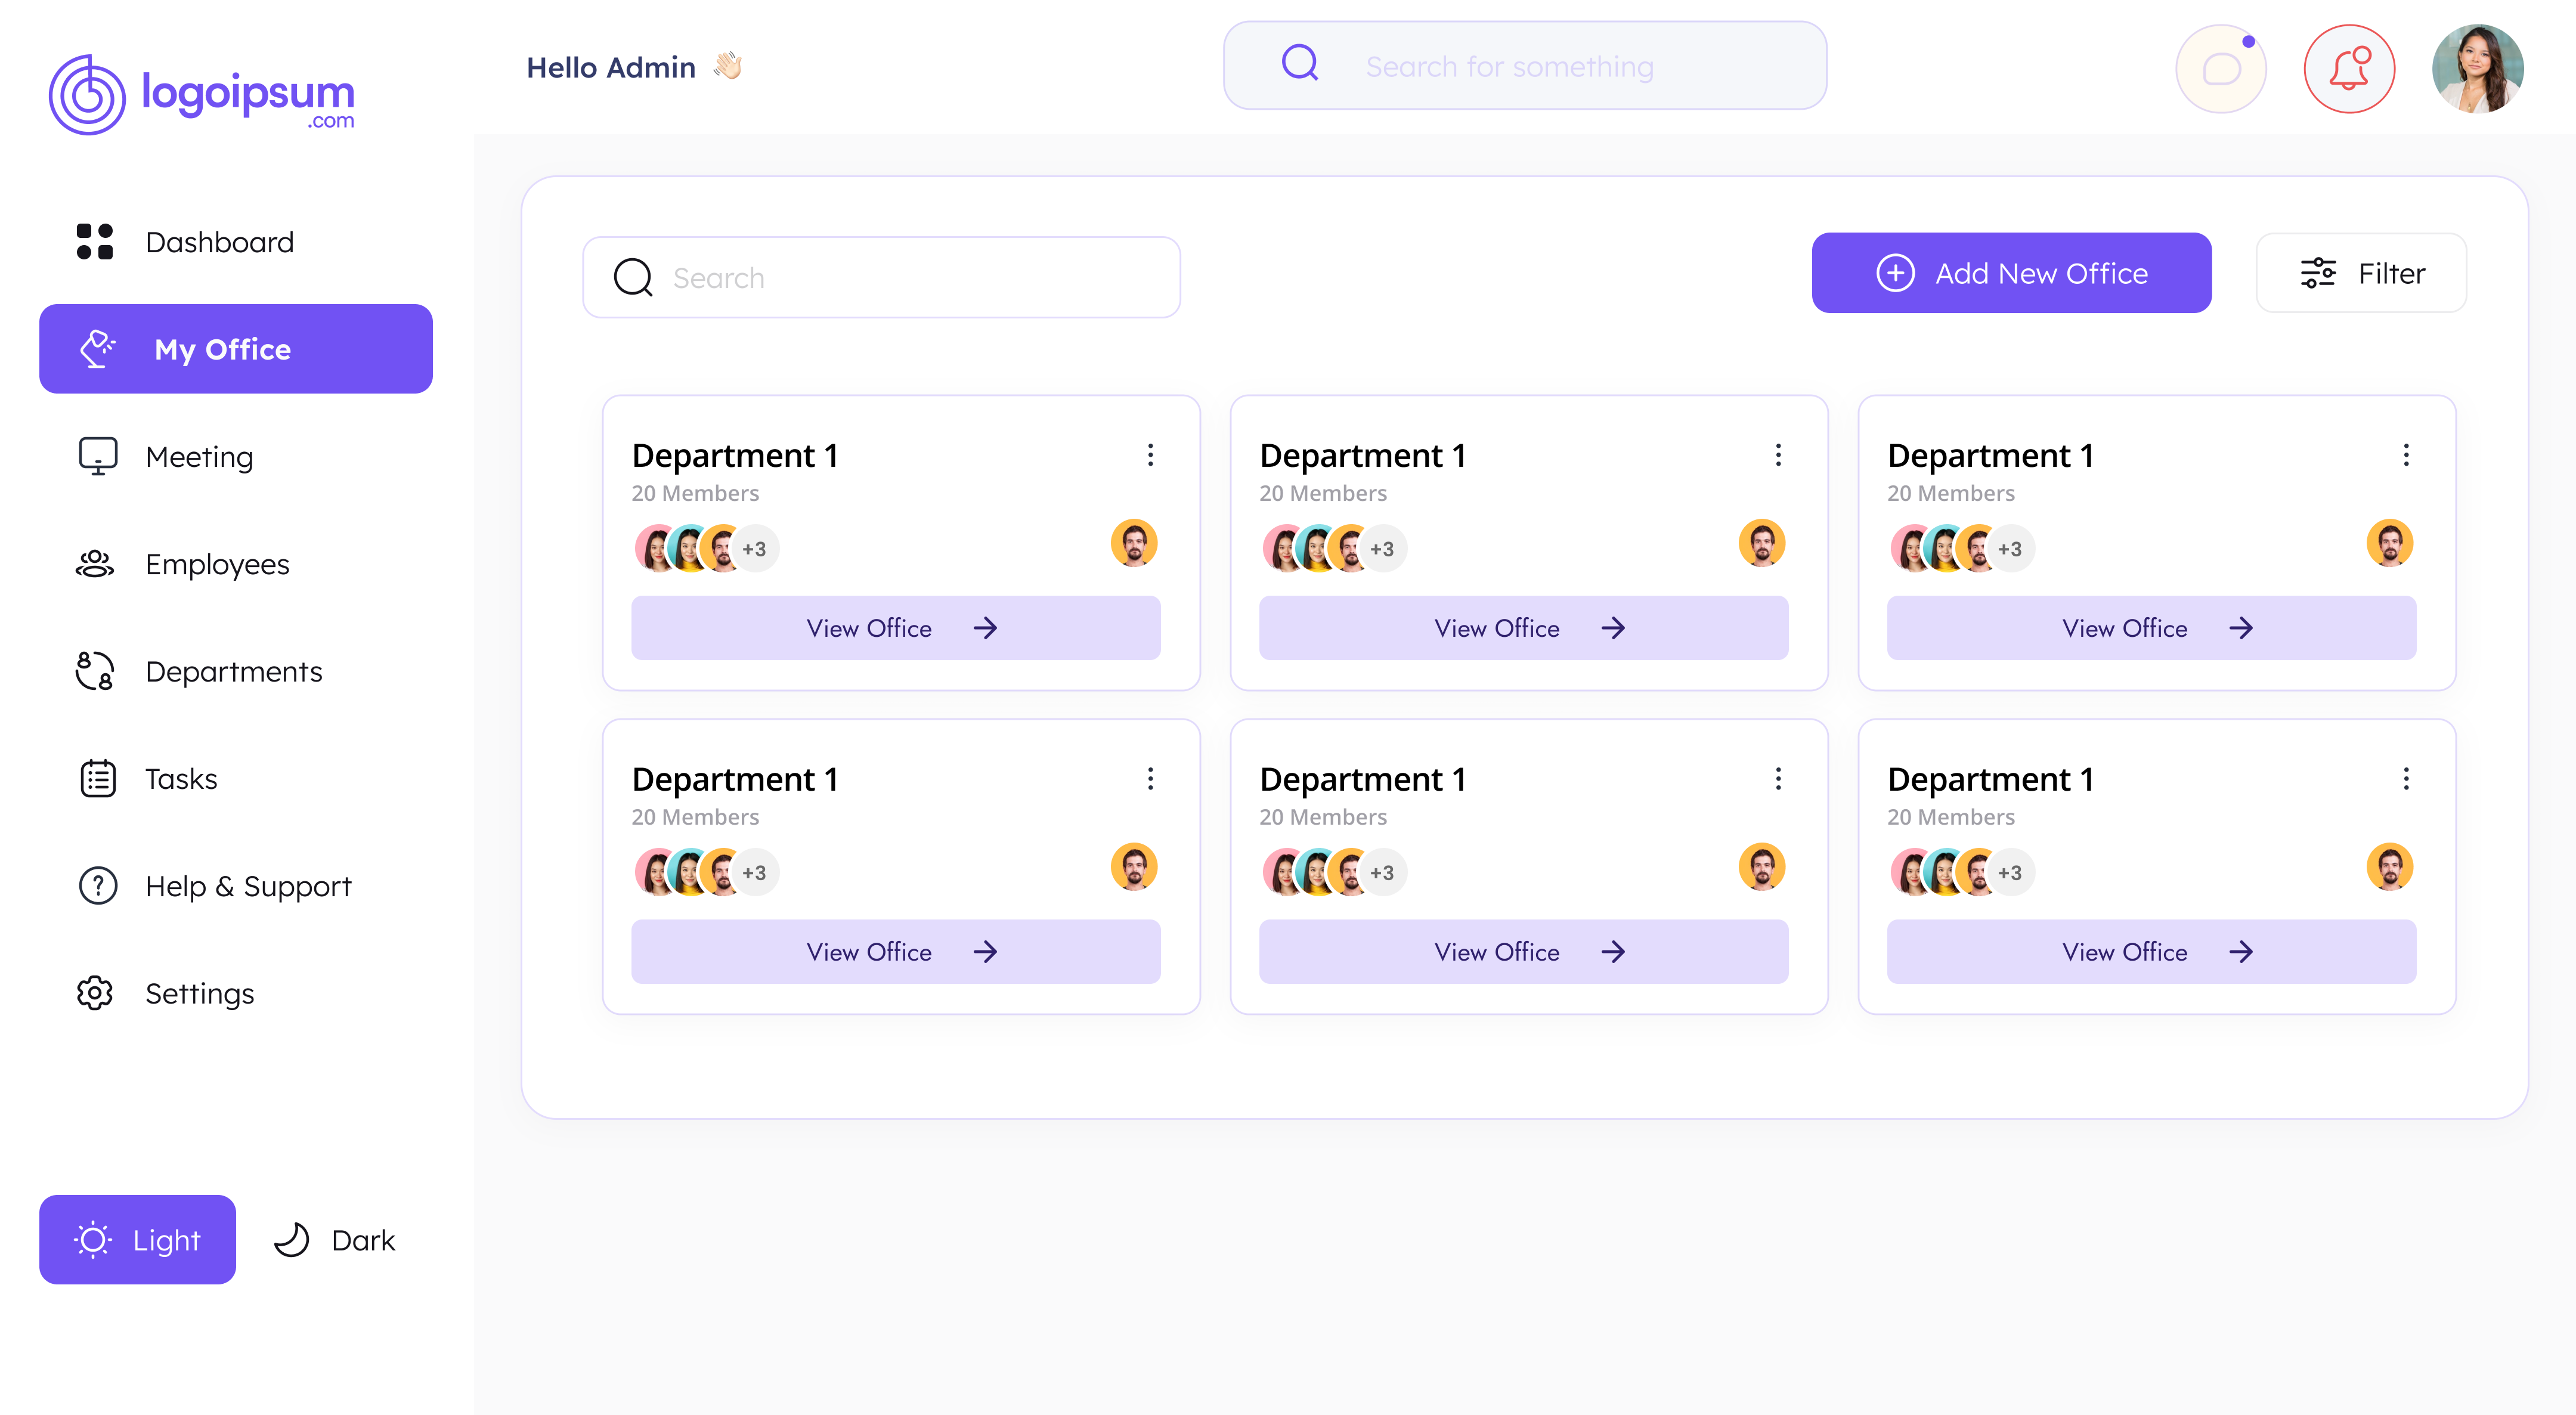 logoipsum
.com
Hello Admin
Search for something
Dashboard
My Office
Meeting
Employees
Departments
Tasks
Help & Support
Settings
Light
Dark
Search
Add New Office
Filter
Department 1
20 Members
+3
View Office
Department 1
20 Members
+3
View Office
Department 1
20 Members
+3
View Office
Department 1
20 Members
+3
View Office
Department 1
20 Members
+3
View Office
Department 1
20 Members
+3
View Office